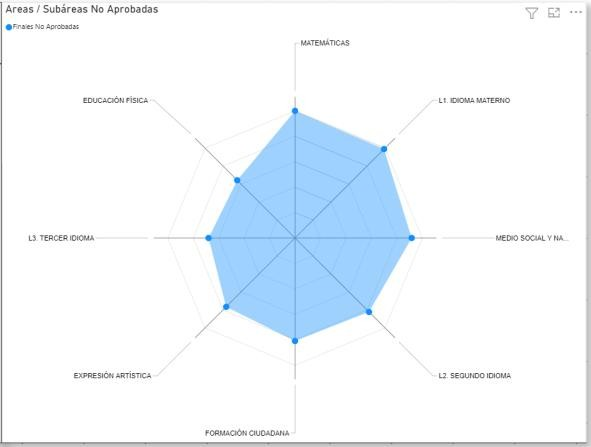 Areas / Subáreas No Aprobadas
Finales No Aprobadas
MATEMÁTICAS
EDUCACIÓN FÍSICA
L1. IDIOMA MATERNO
L3. TERCER IDIOMA
MEDIO SOCIAL Y NA...
EXPRESIÓN ARTÍSTICA
L2. SEGUNDO IDIOMA
FORMACIÓN CIUDADANA